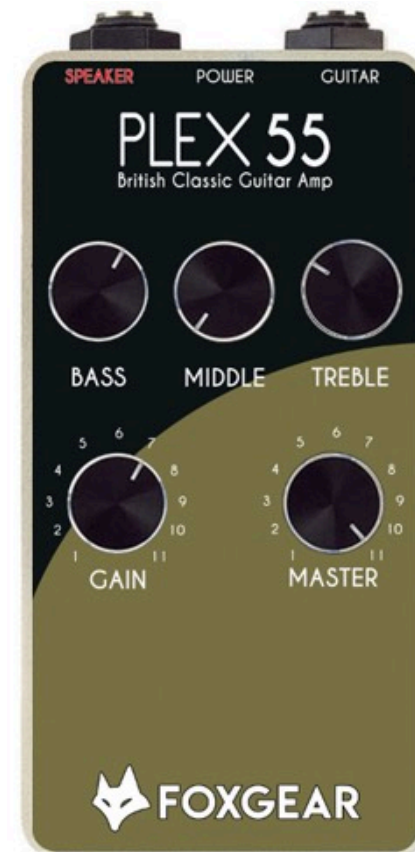 SPEAKER POWER GUITAR
PLEX 55
British Classic Guitar Amp
BASS MIDDLE TREBLE
1 2 3 4 5 6 7 8 9 10 11
1 2 3 4 5 6 7 8 9 10 11
GAIN MASTER
FOXGEAR